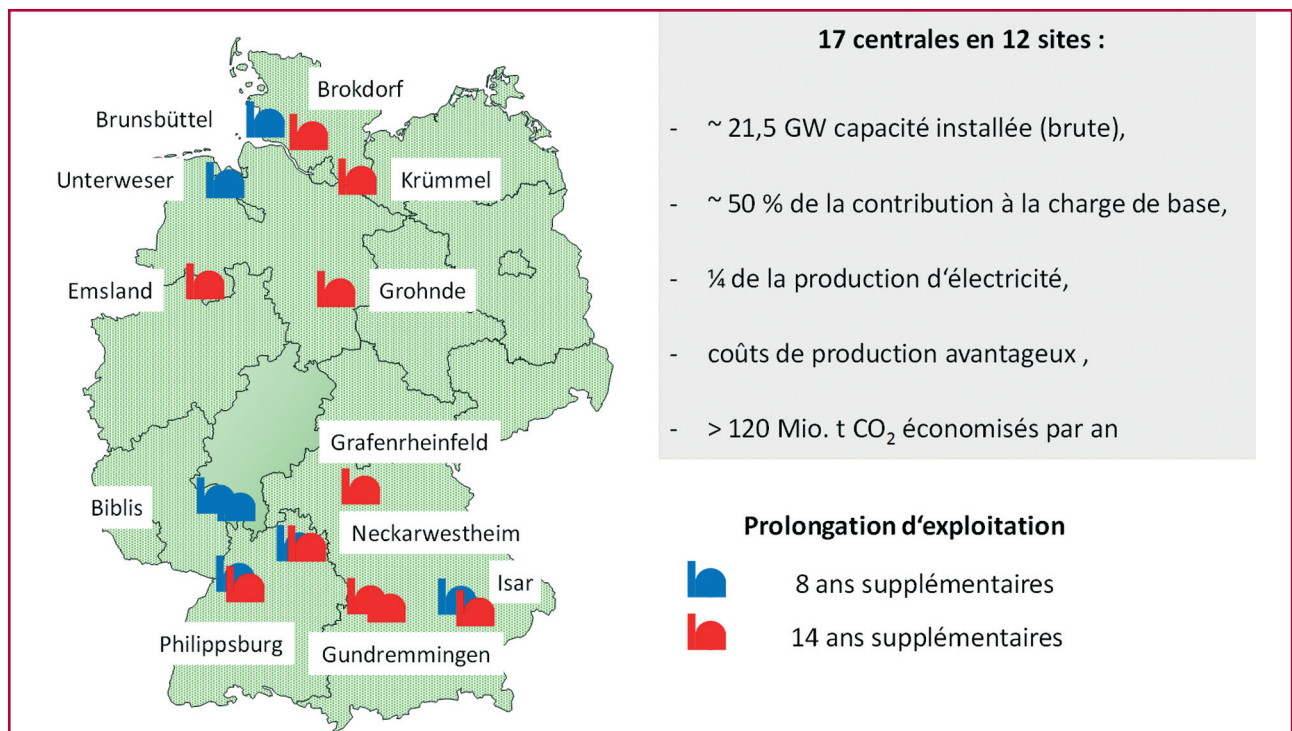 Brokdorf
Brunsbüttel
Unterweser
Krümmel
Emsland
Grohnde
Grafenrheinfeld
Biblis
Neckarwestheim
Isar
Philippsburg
Gundremmingen
17 centrales en 12 sites :
- ~ 21,5 GW capacité installée (brute),
- ~ 50 % de la contribution à la charge de base,
- ¼ de la production d‘électricité,
- coûts de production avantageux ,
- > 120 Mio. t CO₂ économisés par an
Prolongation d‘exploitation
8 ans supplémentaires
14 ans supplémentaires